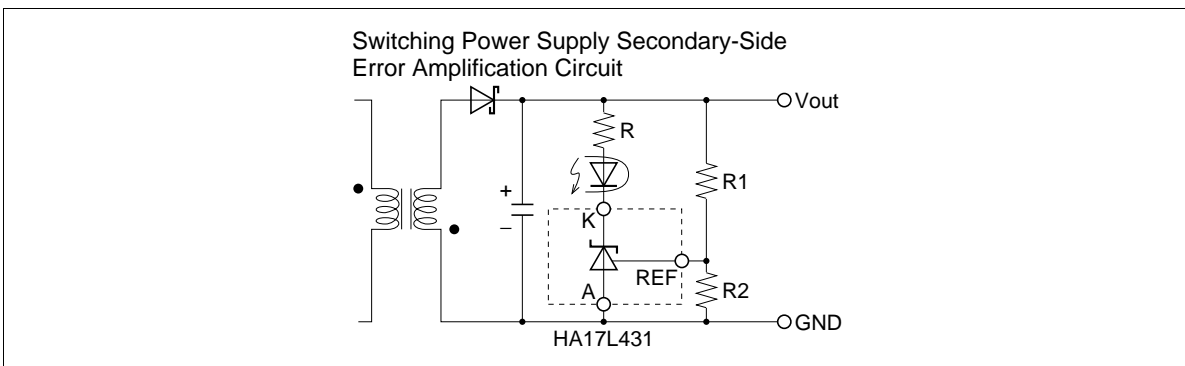 Switching Power Supply Secondary-Side
Error Amplification Circuit
Vout
R
R1
+
−
K
REF
A
R2
GND
HA17L431